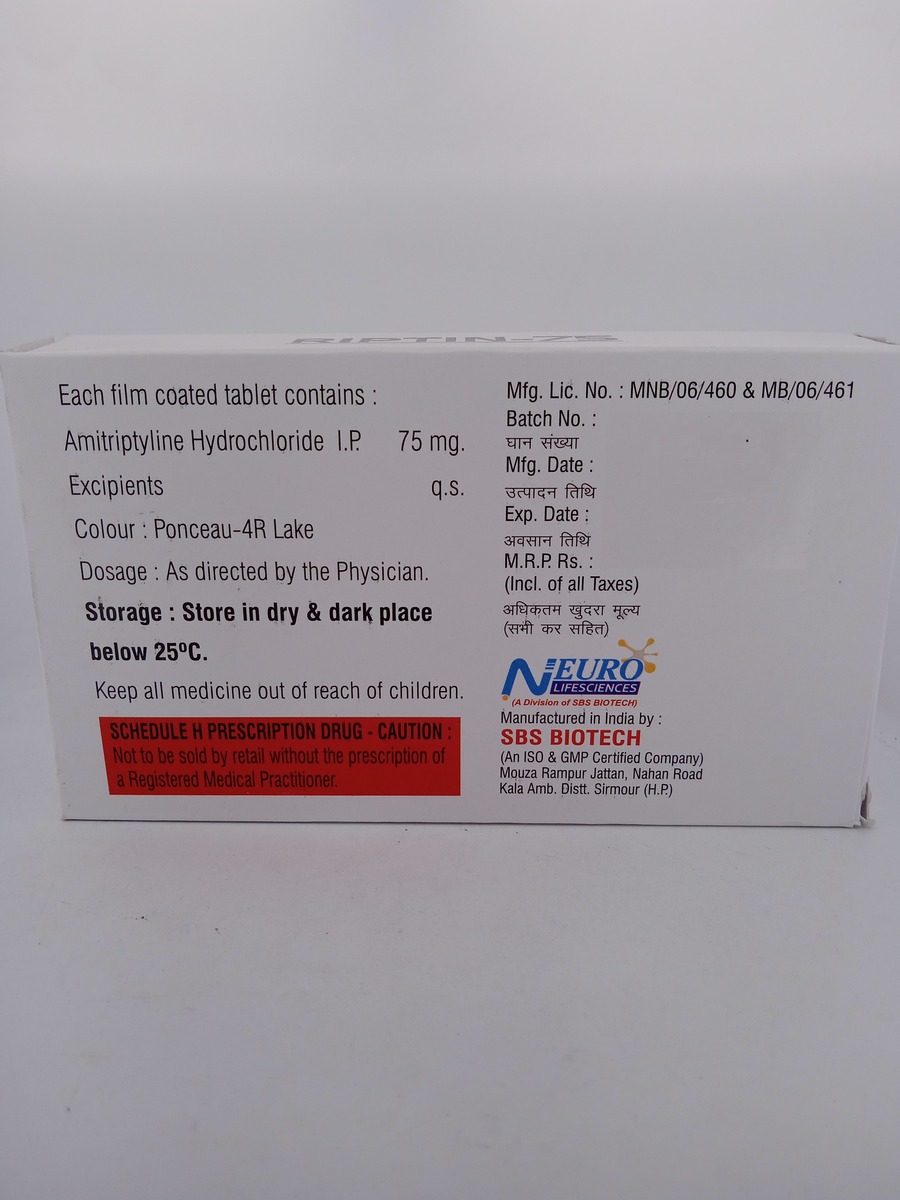 RIPTIN-75
Each film coated tablet contains :
Amitriptyline Hydrochloride I.P. 75 mg.
Excipients q.s.
Colour : Ponceau-4R Lake
Dosage : As directed by the Physician.
Storage : Store in dry & dark place
below 25ºC.
Keep all medicine out of reach of children.
SCHEDULE H PRESCRIPTION DRUG - CAUTION :
Not to be sold by retail without the prescription of
a Registered Medical Practitioner.
Mfg. Lic. No. : MNB/06/460 & MB/06/461
Batch No. :
घान संख्या
Mfg. Date :
उत्पादन तिथि
Exp. Date :
अवसान तिथि
M.R.P. Rs. :
(Incl. of all Taxes)
अधिकतम खुदरा मूल्य
(सभी कर सहित)
NEURO
LIFESCIENCES
(A Division of SBS BIOTECH)
Manufactured in India by :
SBS BIOTECH
(An ISO & GMP Certified Company)
Mouza Rampur Jattan, Nahan Road
Kala Amb. Distt. Sirmour (H.P.)